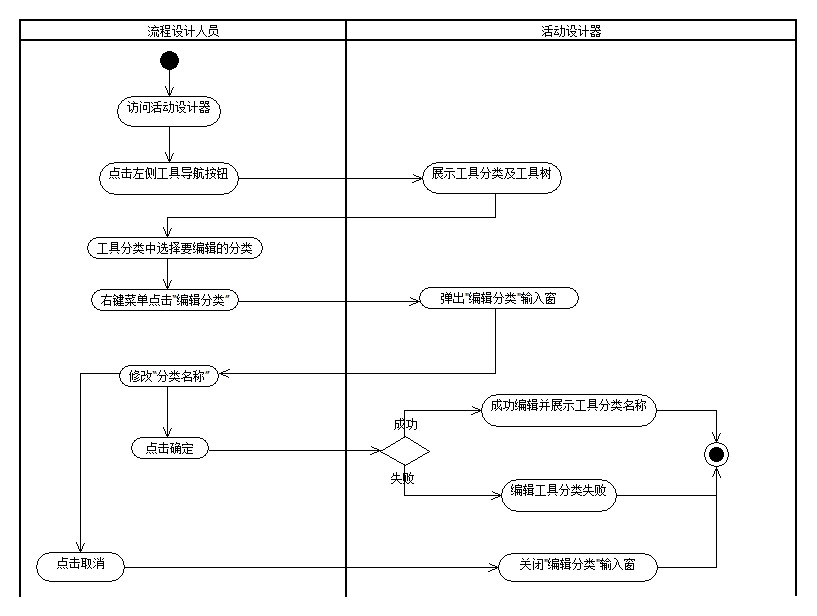 流程设计人员
活动设计器
访问活动设计器
点击左侧工具导航按钮
展示工具分类及工具树
工具分类中选择要编辑的分类
右键菜单点击"编辑分类"
弹出"编辑分类"输入窗
修改"分类名称"
成功编辑并展示工具分类名称
成功
点击确定
失败
编辑工具分类失败
点击取消
关闭"编辑分类"输入窗